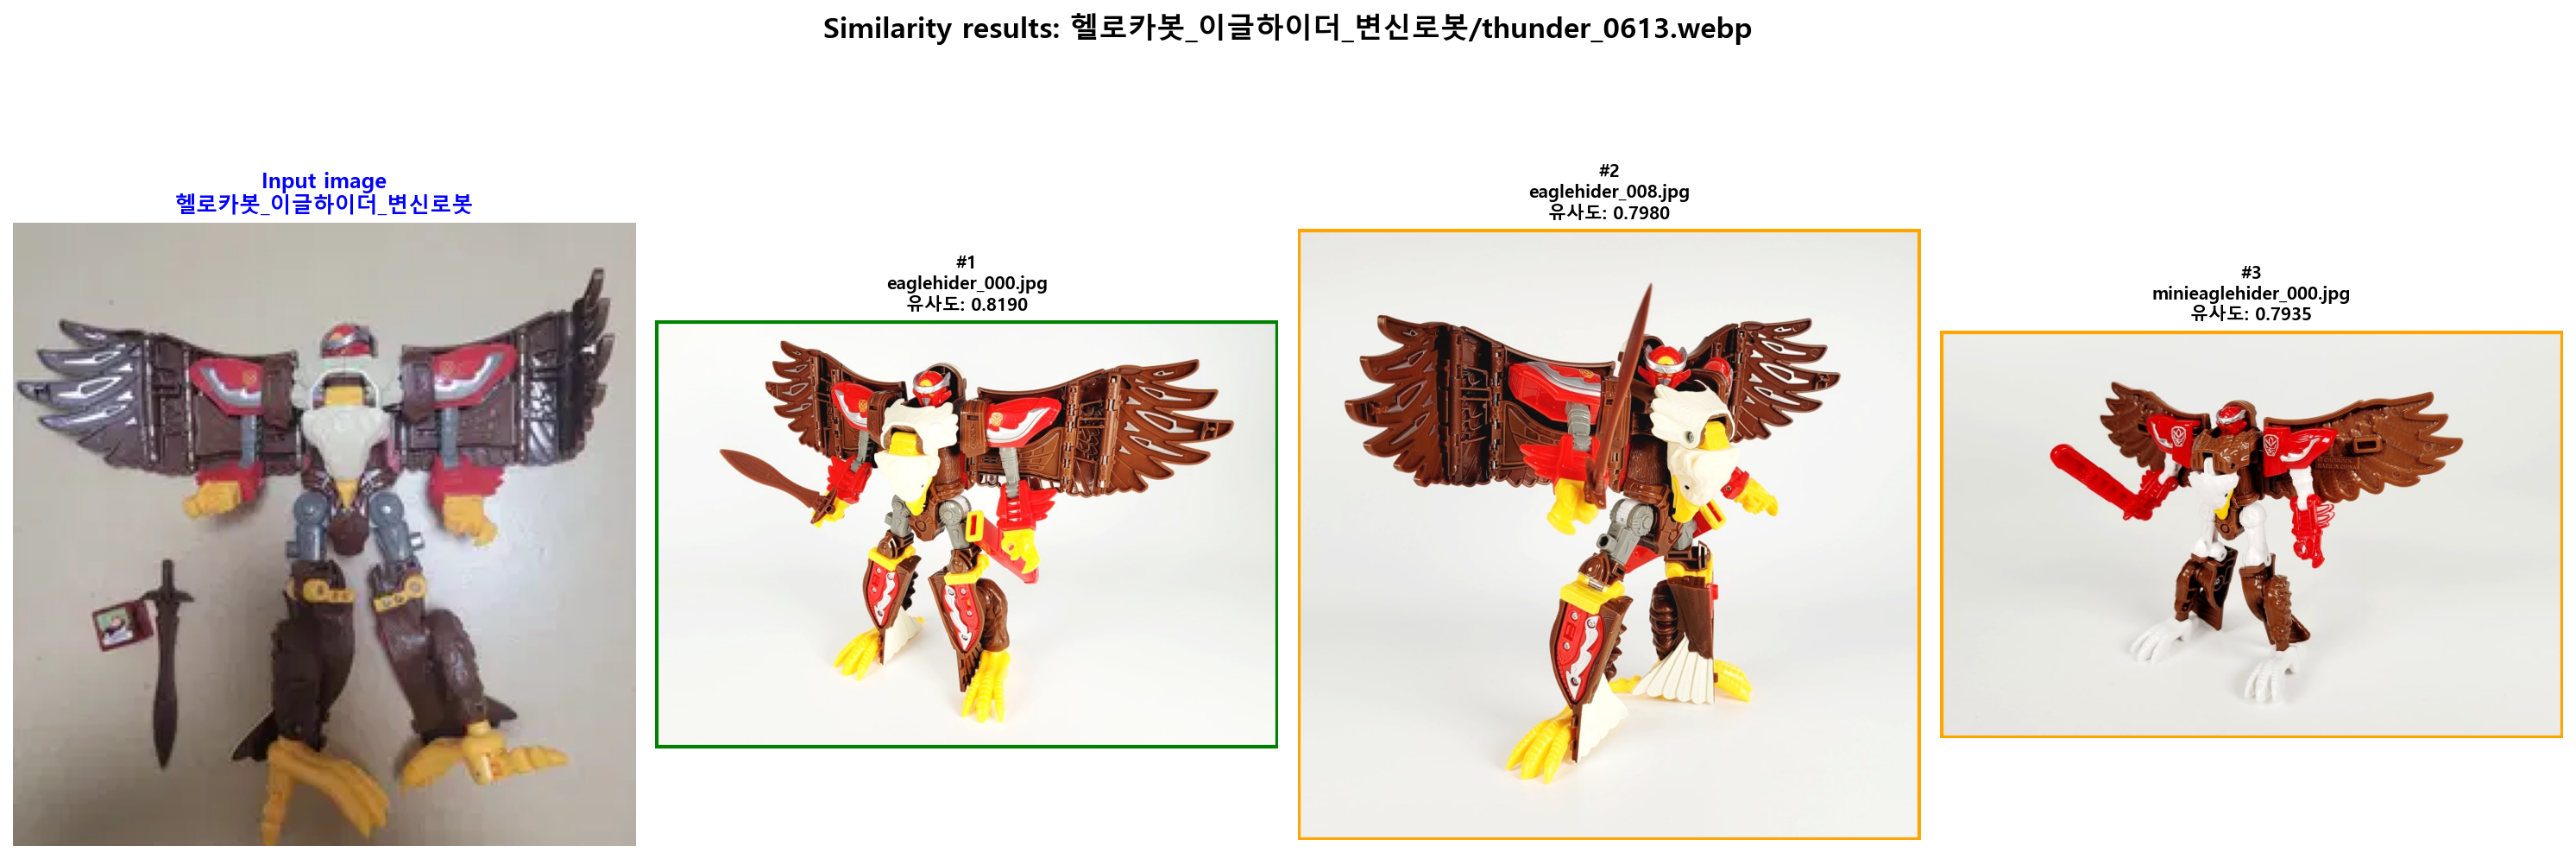 Similarity results: 헬로카봇_이글하이더_변신로봇/thunder_0613.webp
Input image
헬로카봇_이글하이더_변신로봇
#1
eaglehider_000.jpg
유사도: 0.8190
#2
eaglehider_008.jpg
유사도: 0.7980
#3
minieaglehider_000.jpg
유사도: 0.7935